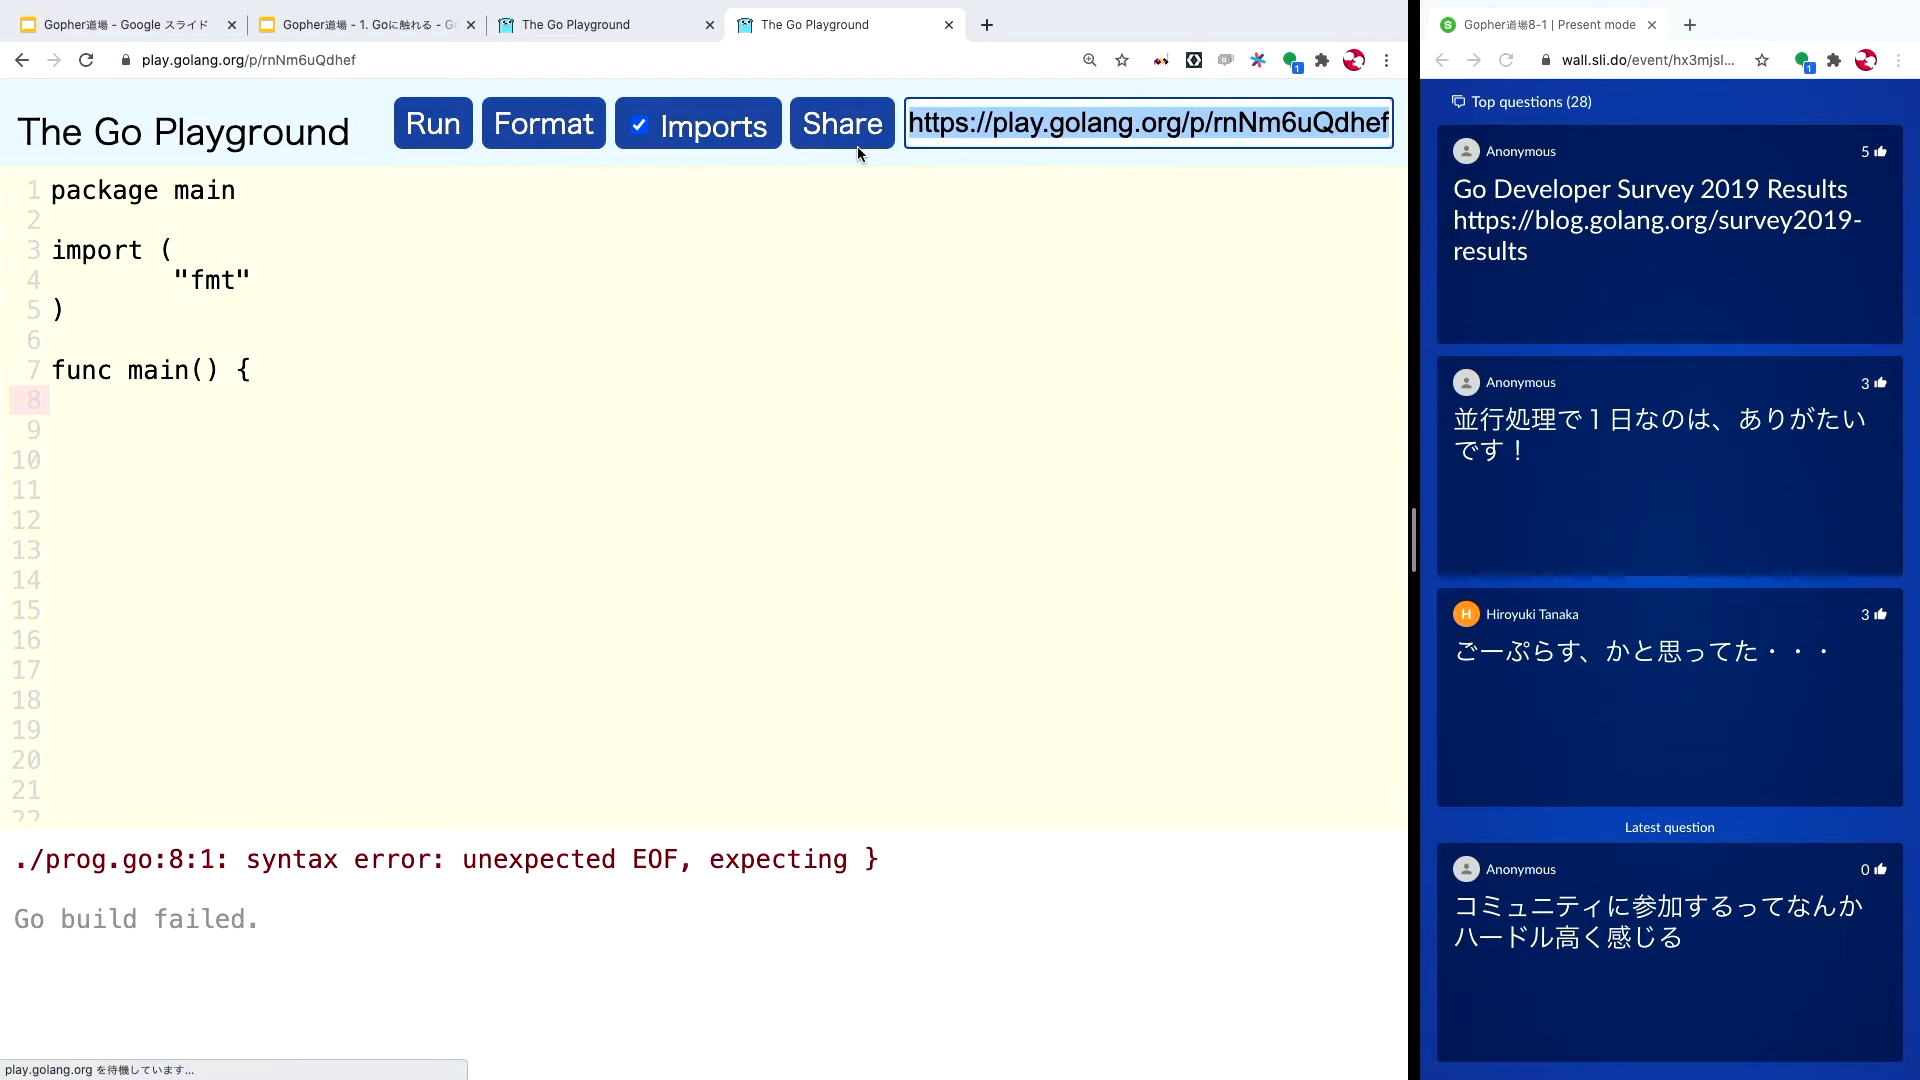 Gopher道場 - Google スライド
Gopher道場 - 1. Goに触れる - Go
The Go Playground
The Go Playground
play.golang.org/p/rnNm6uQdhef
The Go Playground
Run
Format
Imports
Share
https://play.golang.org/p/rnNm6uQdhef
1 package main
2
3 import (
4 "fmt"
5 )
6
7 func main() {
8
9
10
11
12
13
14
15
16
17
18
19
20
21
22
./prog.go:8:1: syntax error: unexpected EOF, expecting }
Go build failed.
play.golang.org を待機しています...
Gopher道場8-1 | Present mode
wall.sli.do/event/hx3mjsl...
Top questions (28)
Anonymous
5
Go Developer Survey 2019 Results
https://blog.golang.org/survey2019-
results
Anonymous
3
並行処理で１日なのは、ありがたい
です！
H
Hiroyuki Tanaka
3
ごーぷらす、かと思ってた・・・
Latest question
Anonymous
0
コミュニティに参加するってなんか
ハードル高く感じる